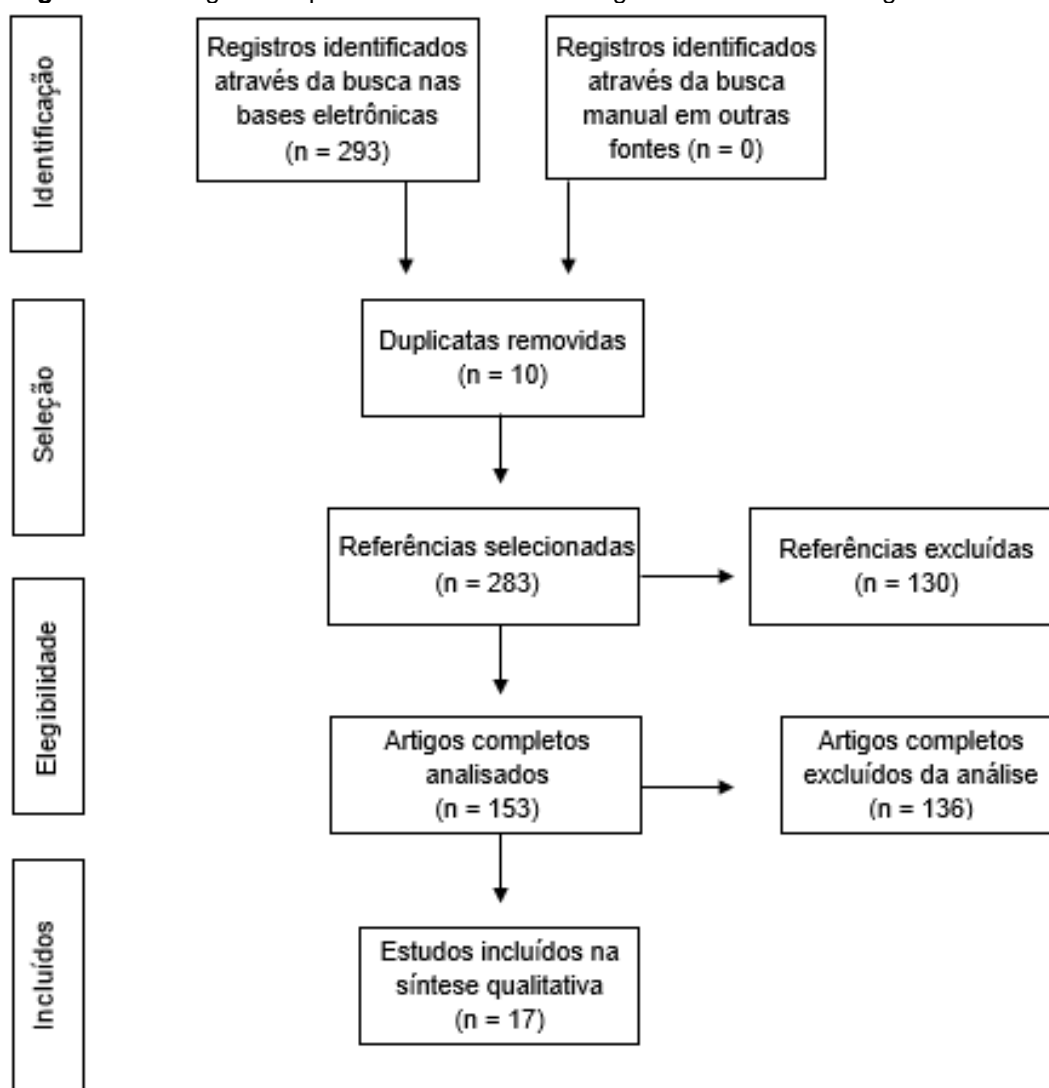 Identificação
Registros identificados
através da busca nas
bases eletrônicas
(n = 293)
Registros identificados
através da busca
manual em outras
fontes (n = 0)
Seleção
Duplicatas removidas
(n = 10)
Referências selecionadas
(n = 283)
Referências excluídas
(n = 130)
Elegibilidade
Artigos completos
analisados
(n = 153)
Artigos completos
excluídos da análise
(n = 136)
Incluídos
Estudos incluídos na
síntese qualitativa
(n = 17)